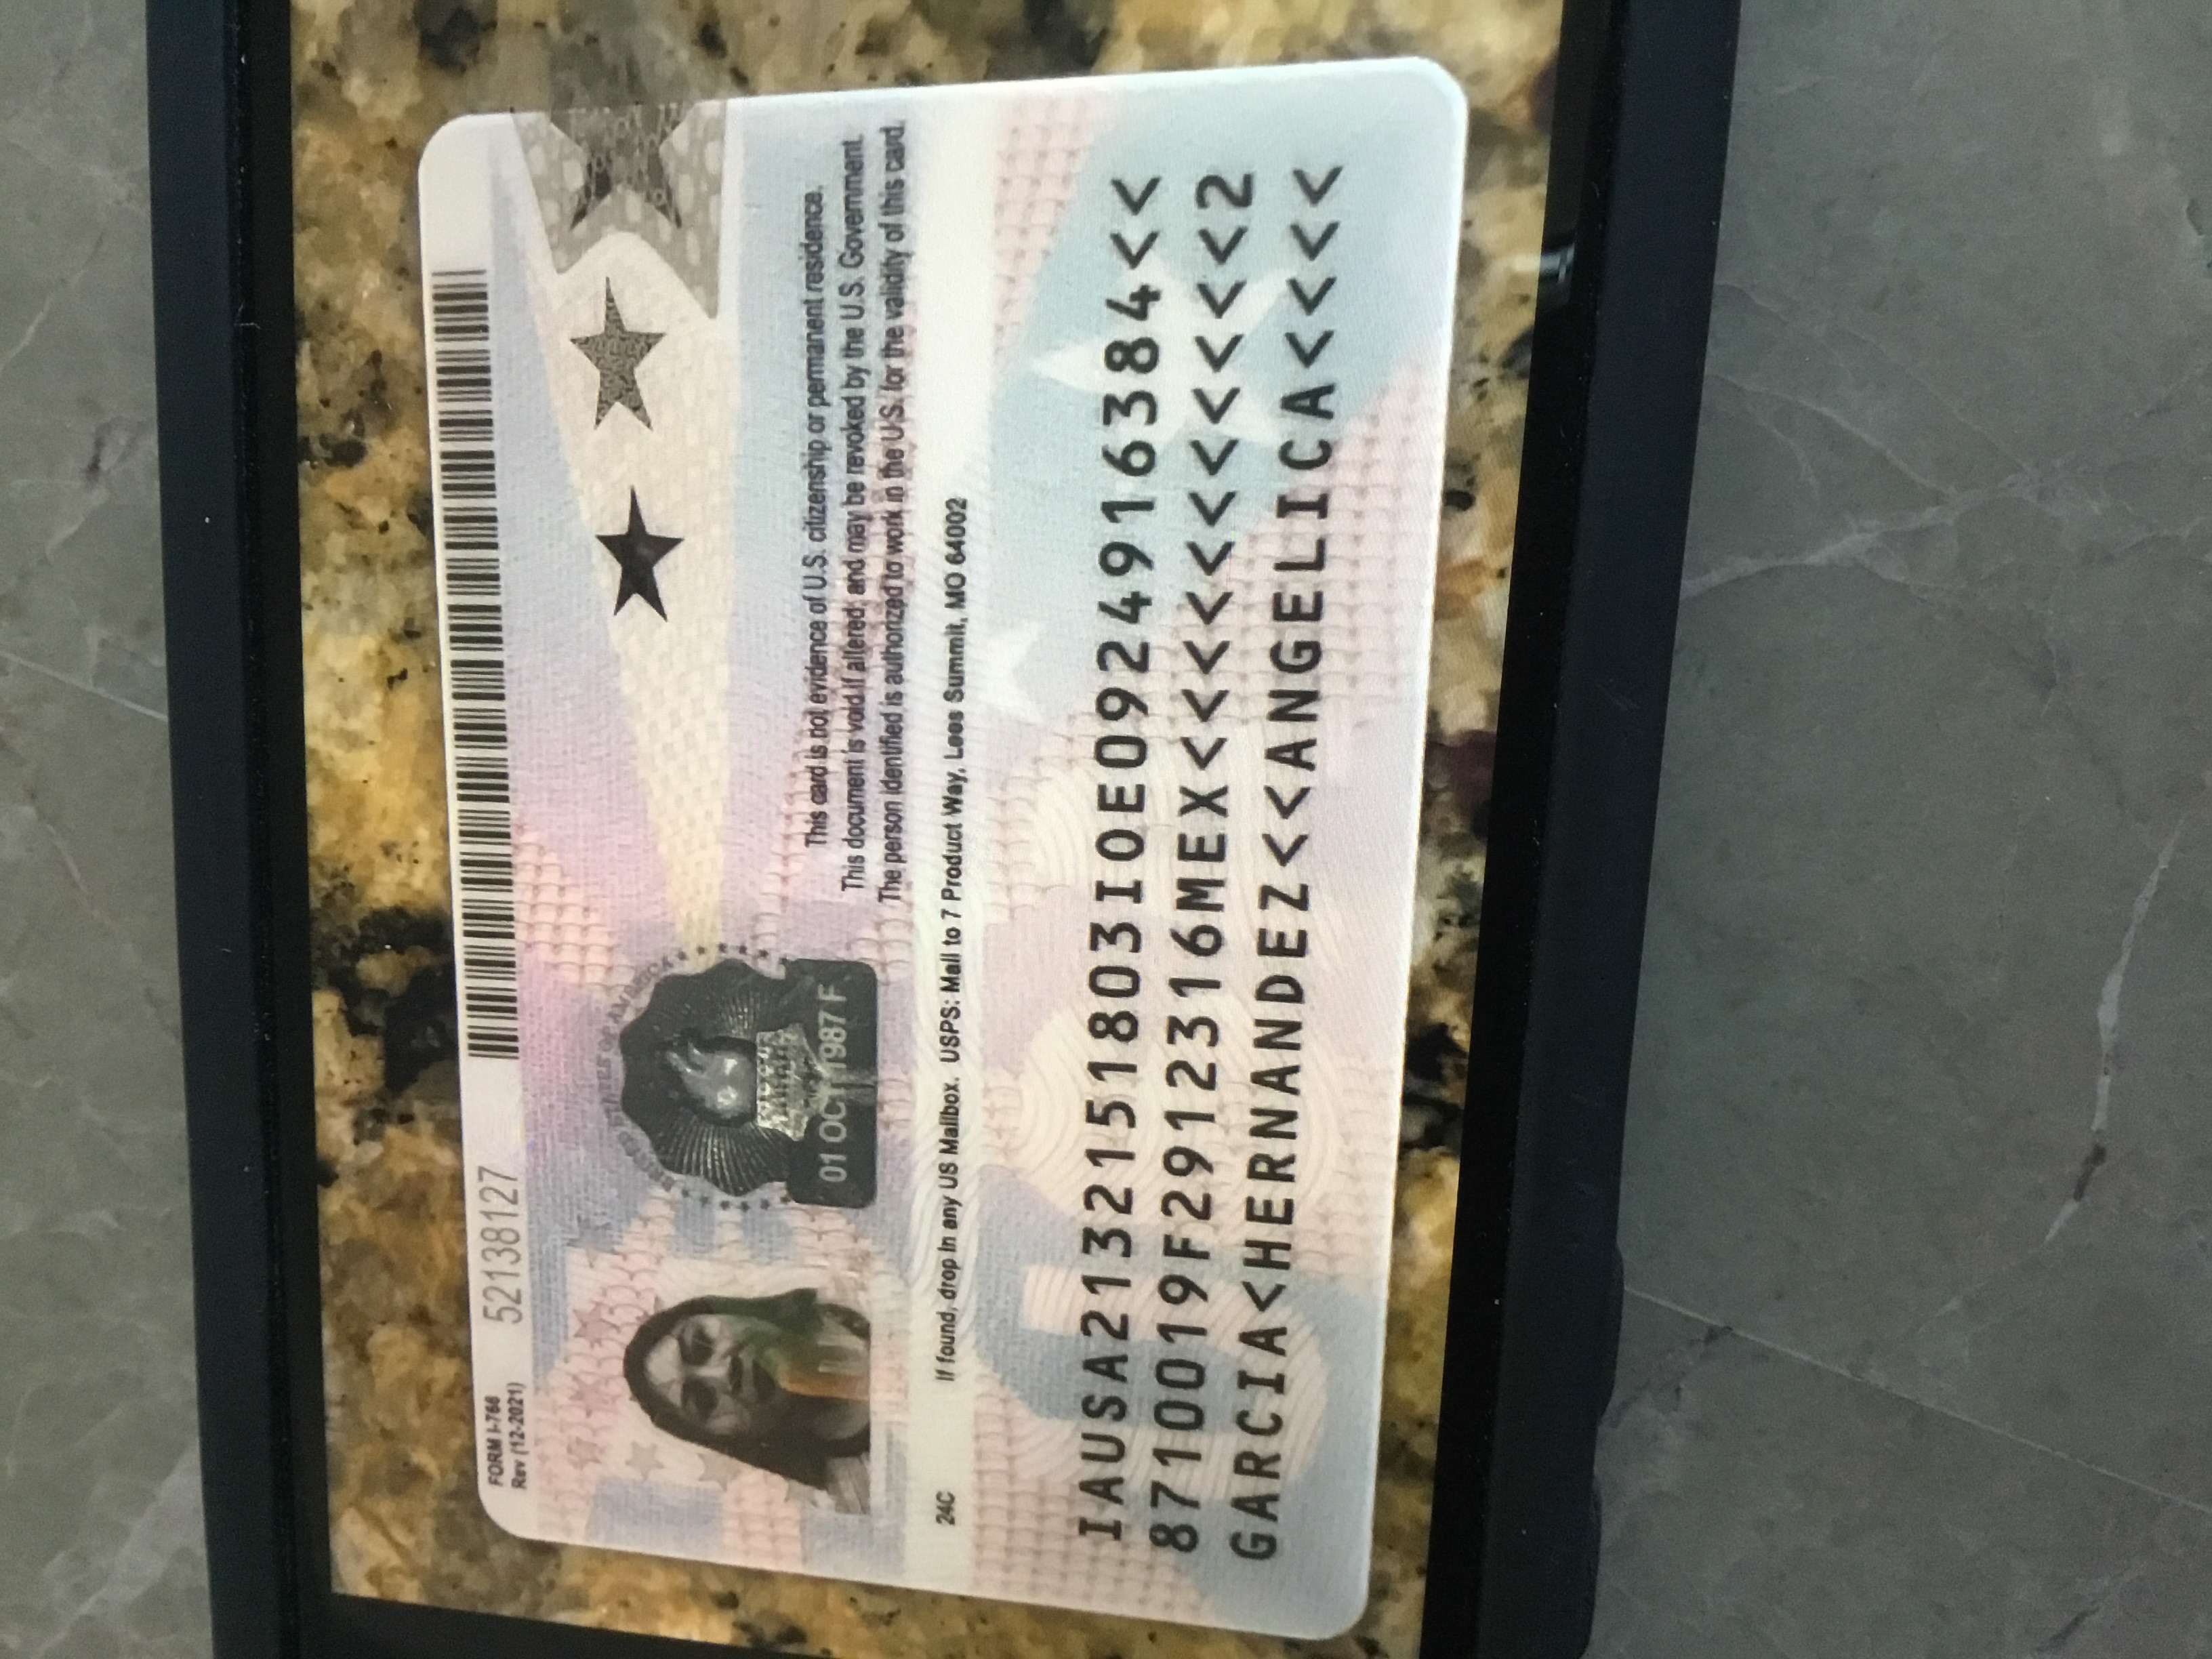 FORM I-766
Rev (12-2021)
52138127
01 OCT 1987 F
This card is not evidence of U.S. citizenship or permanent residence.
This document is void if altered, and may be revoked by the U.S. Government.
The person identified is authorized to work in the U.S. for the validity of this card.
24C If found, drop in any US Mailbox. USPS: Mail to 7 Product Way, Lees Summit, MO 64002
IAUSA2132151803IOE0924916384<<
8710019F2912316MEX<<<<<<<<<<<2
GARCIA<HERNANDEZ<<ANGELICA<<<<